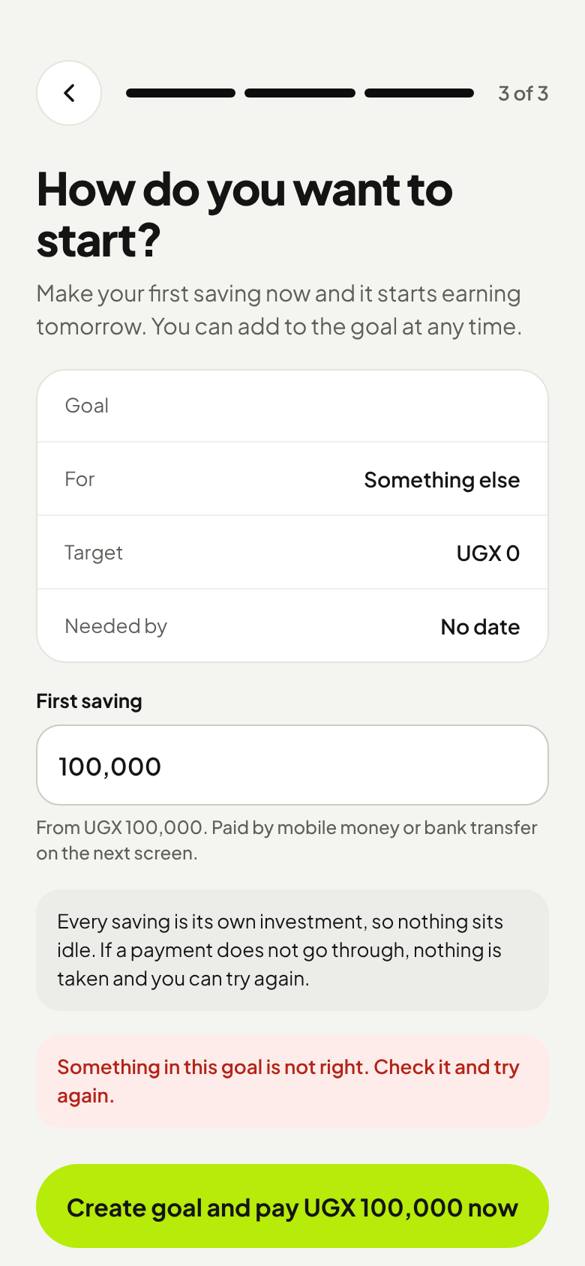 3 of 3
How do you want to
start?
Make your first saving now and it starts earning
tomorrow. You can add to the goal at any time.
Goal
For Something else
Target UGX 0
Needed by No date
First saving
100,000
From UGX 100,000. Paid by mobile money or bank transfer
on the next screen.
Every saving is its own investment, so nothing sits
idle. If a payment does not go through, nothing is
taken and you can try again.
Something in this goal is not right. Check it and try
again.
Create goal and pay UGX 100,000 now